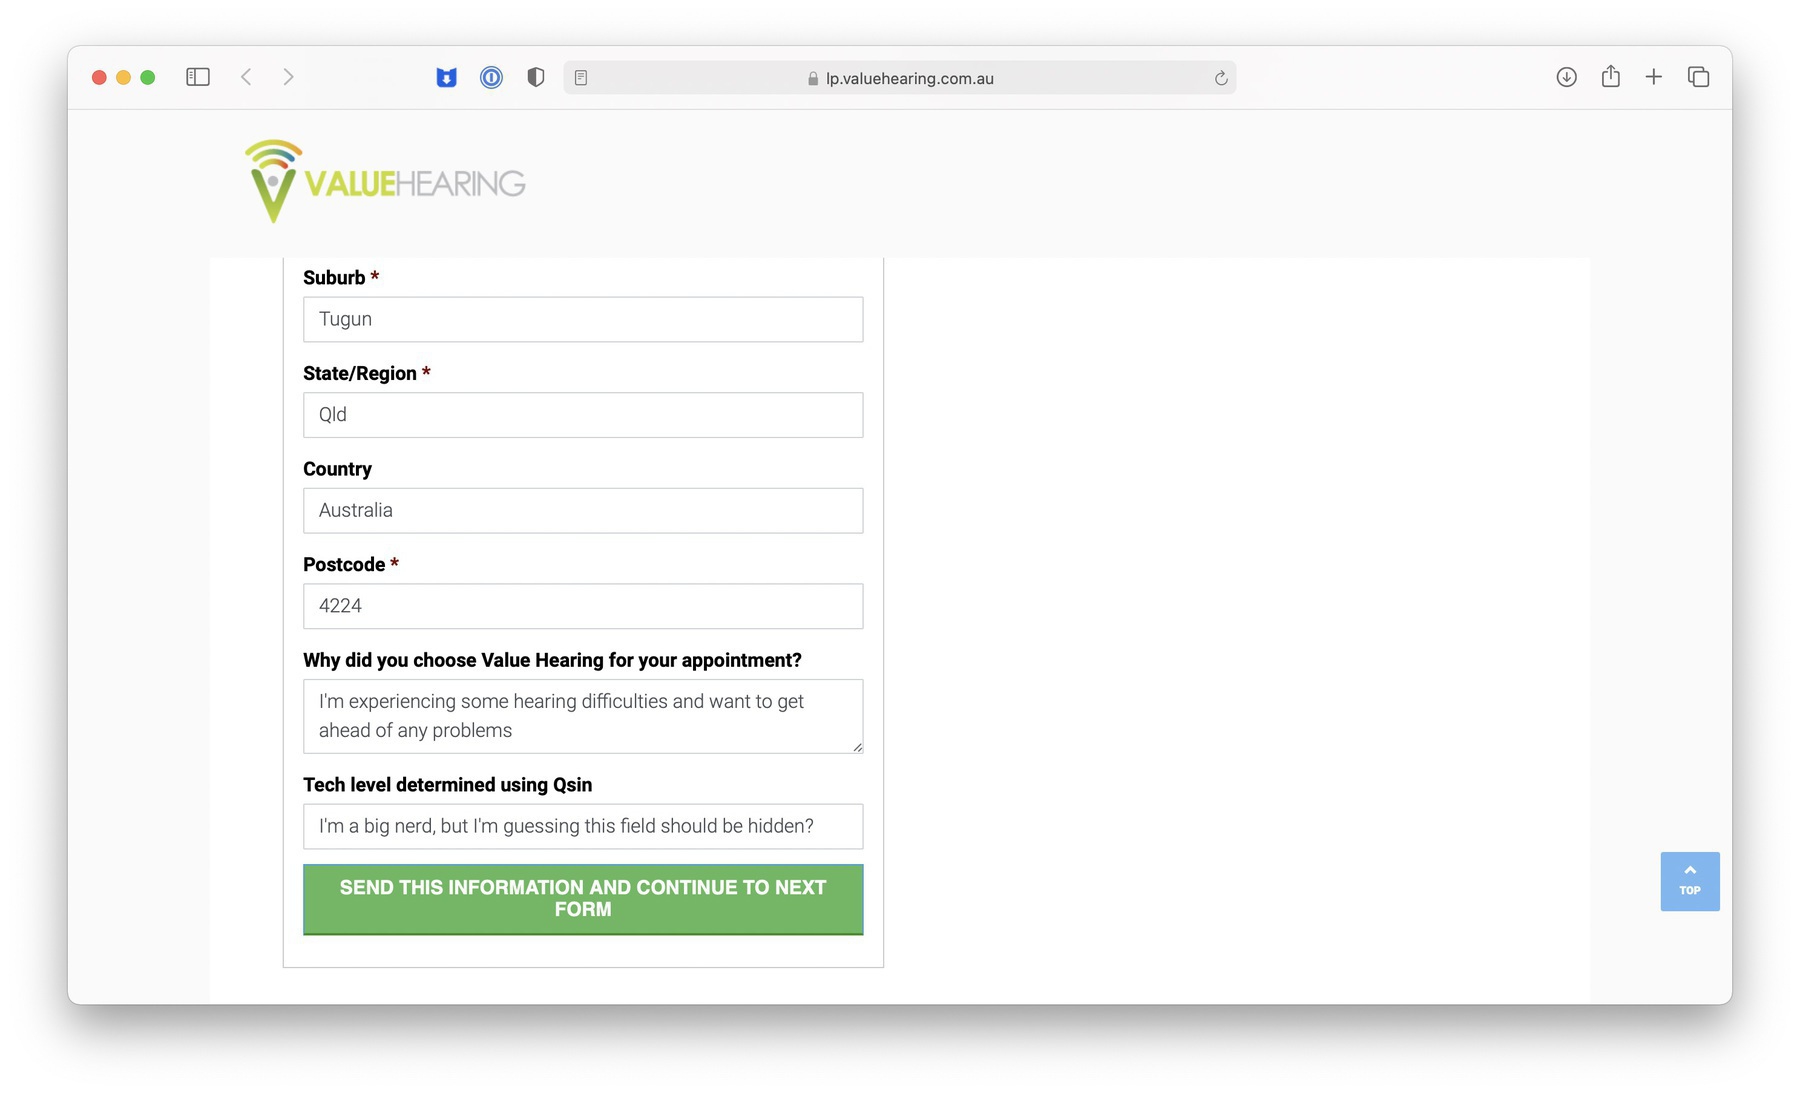 lp.valuehearing.com.au
VALUEHEARING
Suburb *
Tugun
State/Region *
Qld
Country
Australia
Postcode *
4224
Why did you choose Value Hearing for your appointment?
I'm experiencing some hearing difficulties and want to get
ahead of any problems
Tech level determined using Qsin
I'm a big nerd, but I'm guessing this field should be hidden?
SEND THIS INFORMATION AND CONTINUE TO NEXT
FORM
TOP